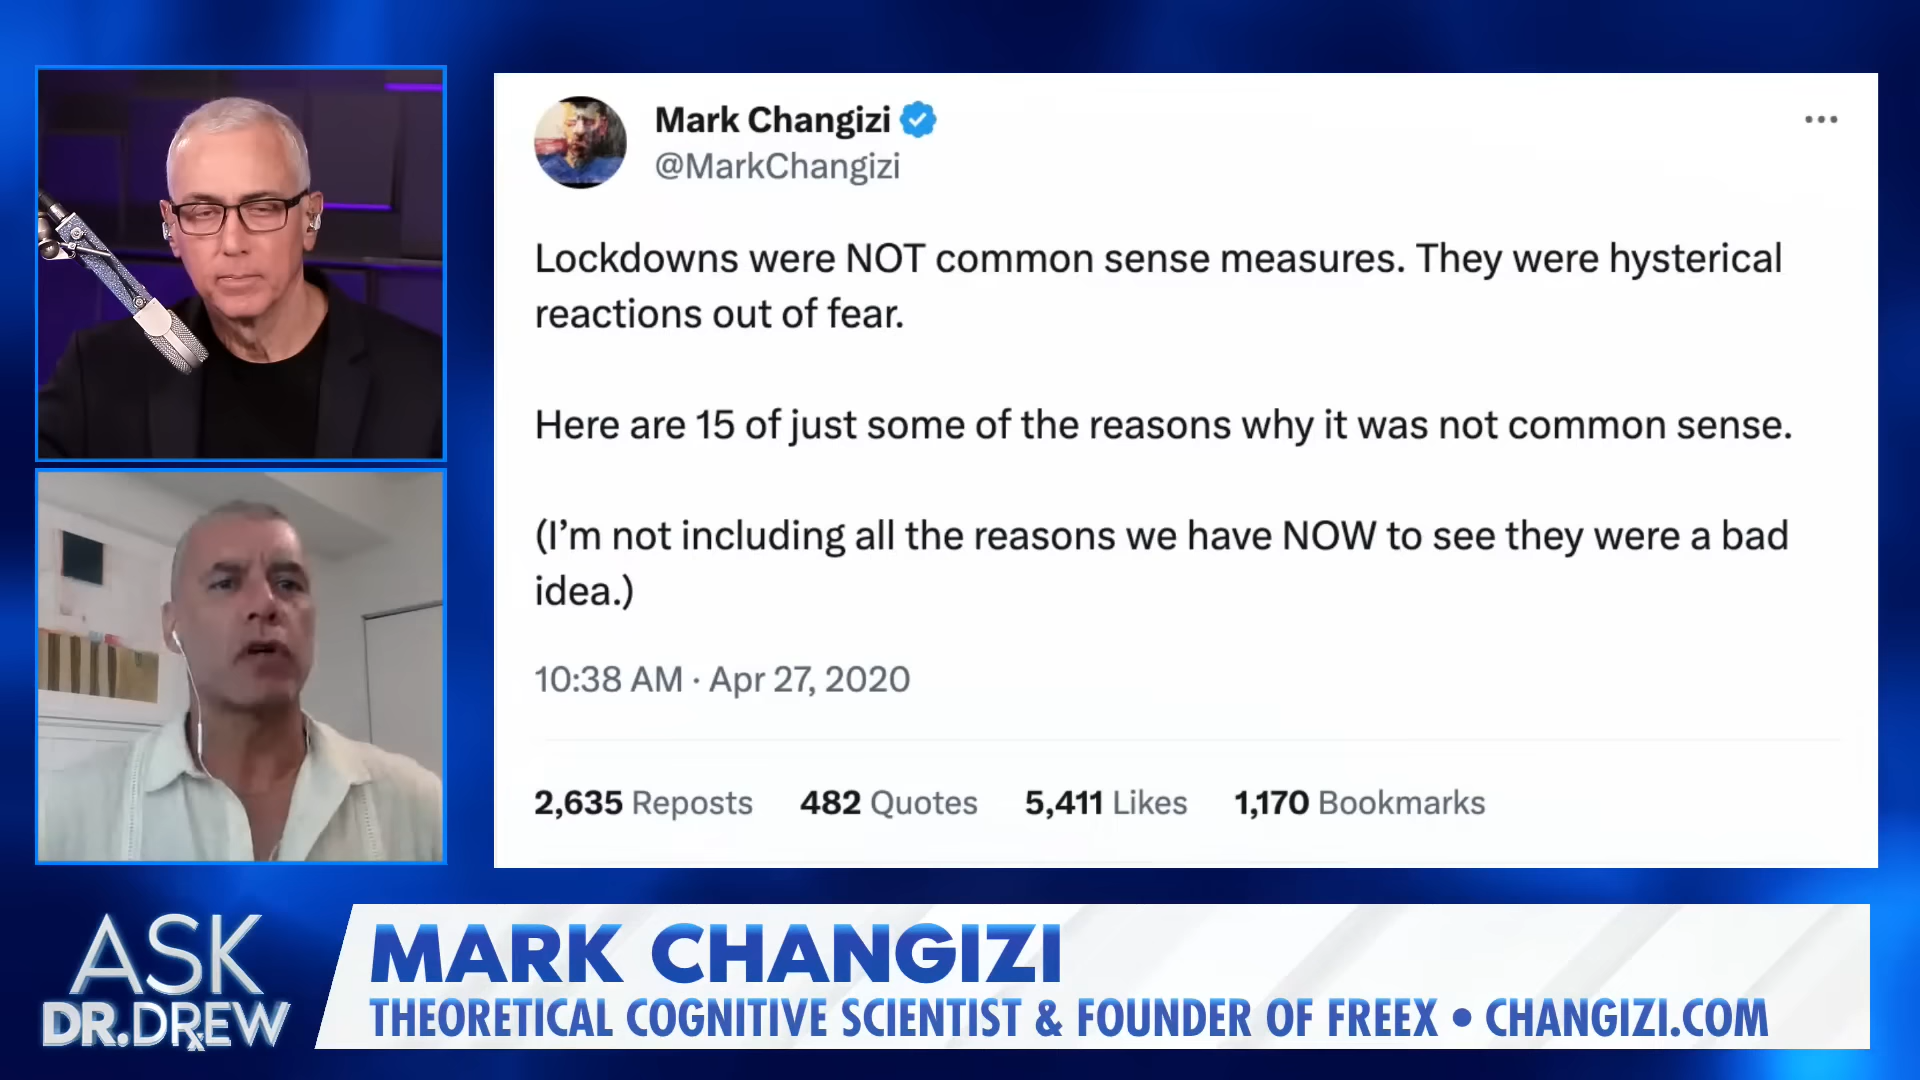 Mark Changizi
@MarkChangizi
Lockdowns were NOT common sense measures. They were hysterical
reactions out of fear.
Here are 15 of just some of the reasons why it was not common sense.
(I’m not including all the reasons we have NOW to see they were a bad
idea.)
10:38 AM · Apr 27, 2020
2,635 Reposts 482 Quotes 5,411 Likes 1,170 Bookmarks
ASK
DR.DREW
MARK CHANGIZI
THEORETICAL COGNITIVE SCIENTIST & FOUNDER OF FREEX • CHANGIZI.COM